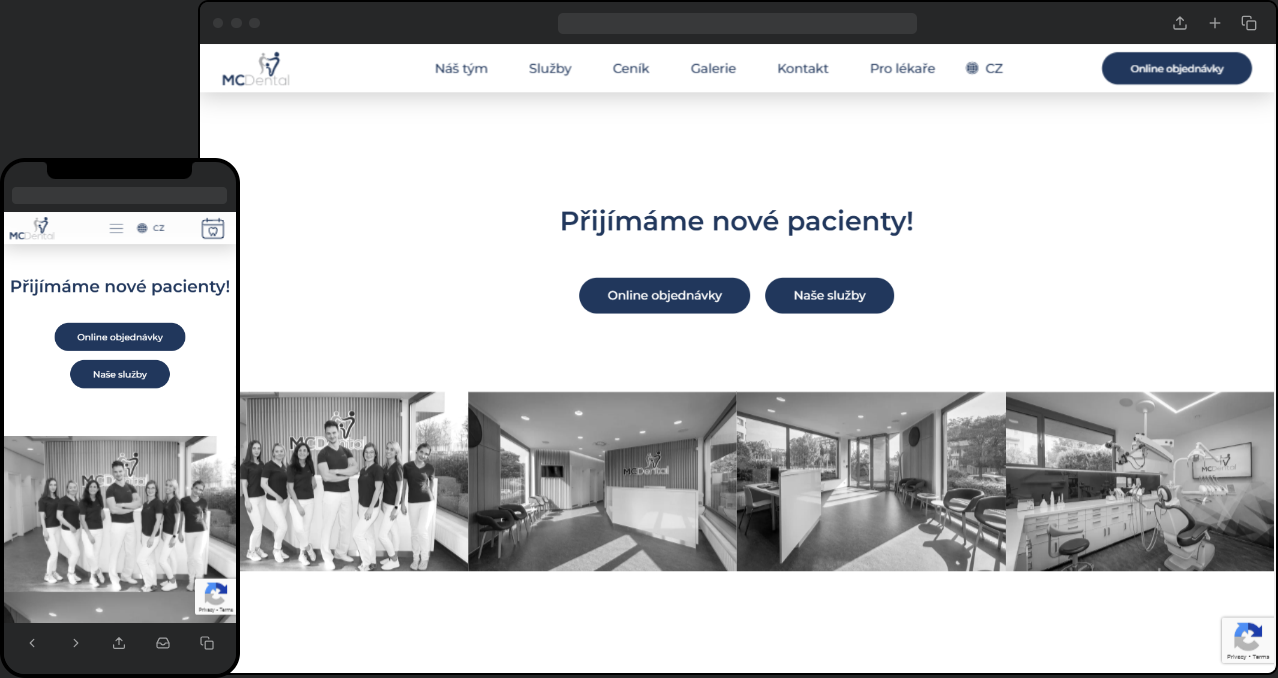 MCDental
Náš tým
Služby
Ceník
Galerie
Kontakt
Pro lékaře
CZ
Online objednávky
Přijímáme nové pacienty!
Online objednávky
Naše služby
MCDental
MCDental
MCDental
Privacy • Terms
MCDental
CZ
Přijímáme nové pacienty!
Online objednávky
Naše služby
MCDental
Privacy • Terms